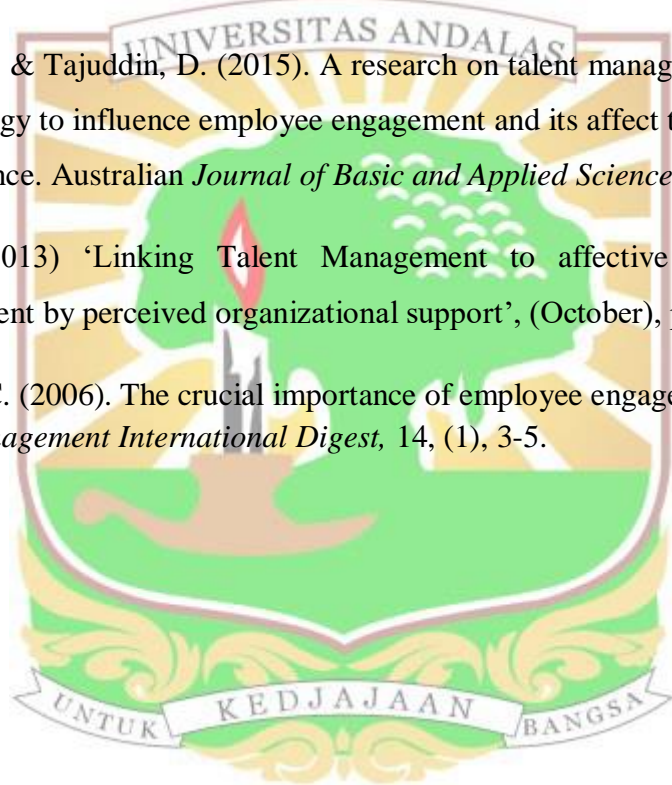 UNIVERSITAS ANDALAS
& Tajuddin, D. (2015). A research on talent manag
gy to influence employee engagement and its affect t
nce. Australian Journal of Basic and Applied Science
013) ‘Linking Talent Management to affective
ent by perceived organizational support’, (October),
C. (2006). The crucial importance of employee engage
nagement International Digest, 14, (1), 3-5.
UNTUK KEDJAJAAN BANGSA